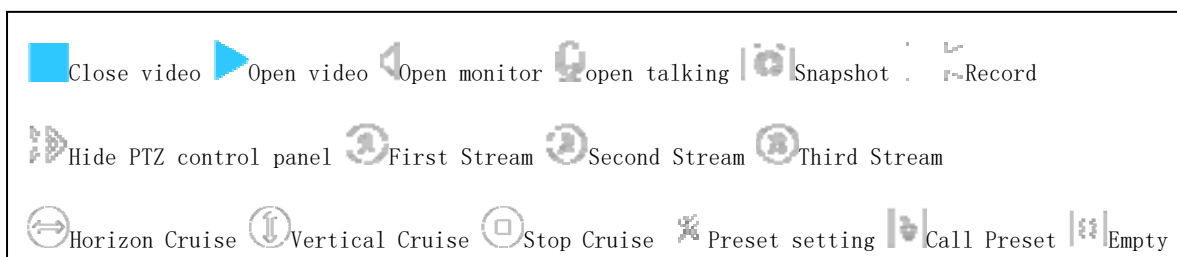 Close video Open video Open monitor open talking Snapshot Record
Hide PTZ control panel First Stream Second Stream Third Stream
Horizon Cruise Vertical Cruise Stop Cruise Preset setting Call Preset Empty